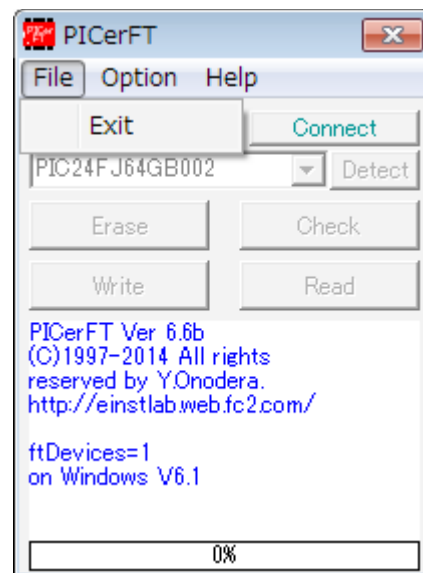 PICerFT
File Option Help
Exit
Connect
PIC24FJ64GB002
Detect
Erase
Check
Write
Read
PICerFT Ver 6.6b
(C)1997-2014 All rights
reserved by Y.Onodera.
http://einstlab.web.fc2.com/
ftDevices=1
on Windows V6.1
0%